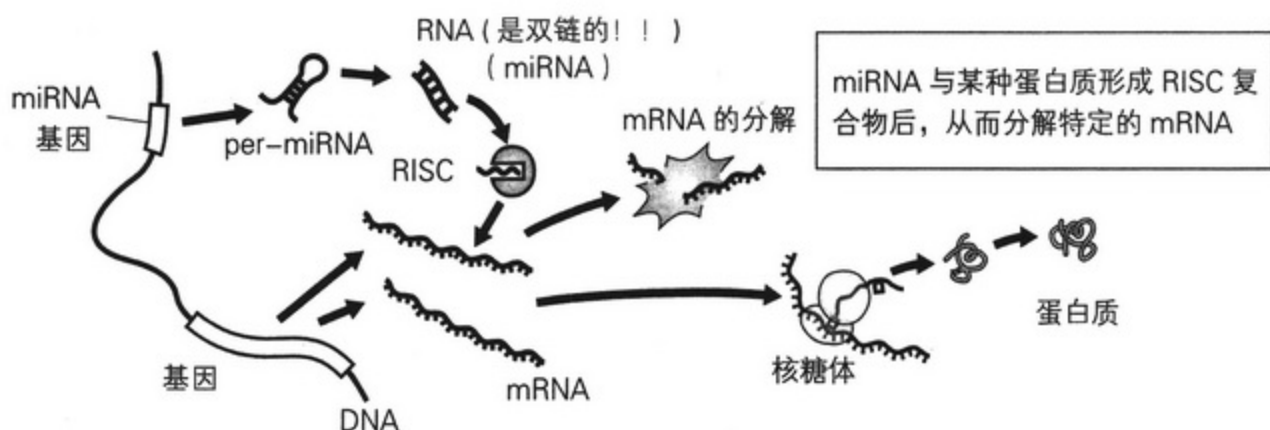 RNA（是双链的！！）
（miRNA）
miRNA
基因
per-miRNA
RISC
mRNA 的分解
miRNA 与某种蛋白质形成 RISC 复
合物后，从而分解特定的 mRNA
蛋白质
核糖体
基因
mRNA
DNA